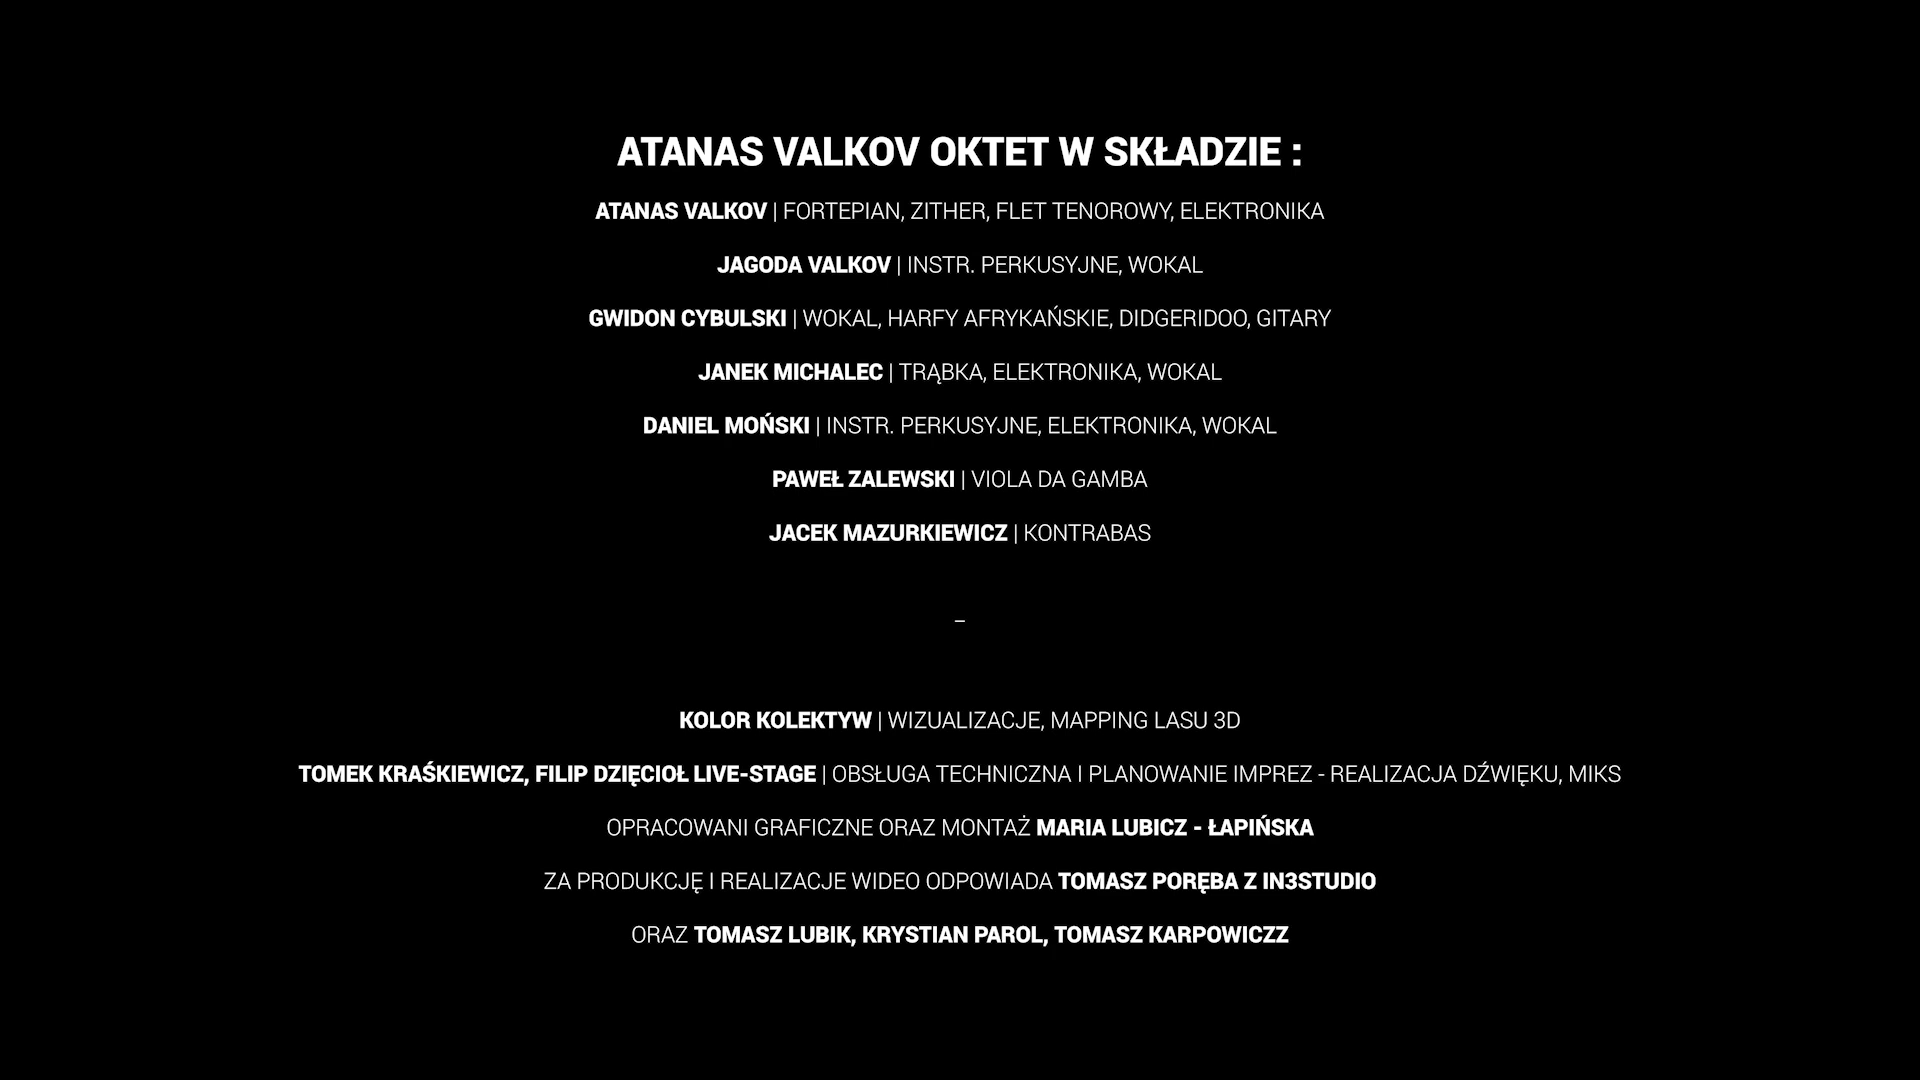 ATANAS VALKOV OKTET W SKŁADZIE :
ATANAS VALKOV | FORTEPIAN, ZITHER, FLET TENOROWY, ELEKTRONIKA
JAGODA VALKOV | INSTR. PERKUSYJNE, WOKAL
GWIDON CYBULSKI | WOKAL, HARFY AFRYKAŃSKIE, DIDGERIDOO, GITARY
JANEK MICHALEC | TRĄBKA, ELEKTRONIKA, WOKAL
DANIEL MOŃSKI | INSTR. PERKUSYJNE, ELEKTRONIKA, WOKAL
PAWEŁ ZALEWSKI | VIOLA DA GAMBA
JACEK MAZURKIEWICZ | KONTRABAS
–
KOLOR KOLEKTYW | WIZUALIZACJE, MAPPING LASU 3D
TOMEK KRAŚKIEWICZ, FILIP DZIĘCIOŁ LIVE-STAGE | OBSŁUGA TECHNICZNA I PLANOWANIE IMPREZ - REALIZACJA DŹWIĘKU, MIKS
OPRACOWANI GRAFICZNE ORAZ MONTAŻ MARIA LUBICZ - ŁAPIŃSKA
ZA PRODUKCJĘ I REALIZACJE WIDEO ODPOWIADA TOMASZ PORĘBA Z IN3STUDIO
ORAZ TOMASZ LUBIK, KRYSTIAN PAROL, TOMASZ KARPOWICZZ